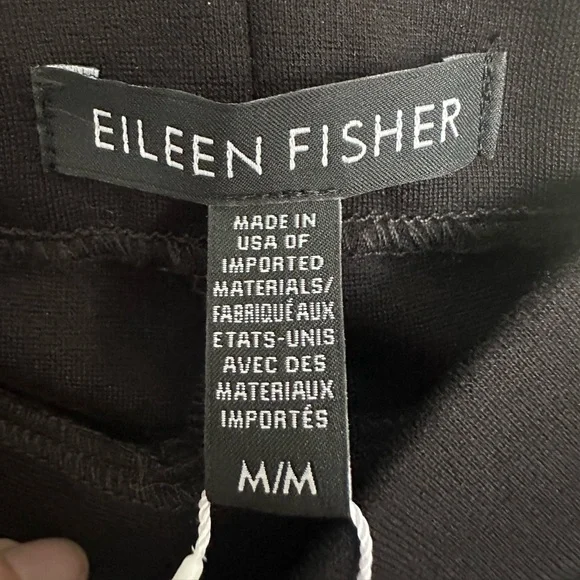 EILEEN FISHER
MADE IN
USA OF
IMPORTED
MATERIALS/
FABRIQUÉ AUX
ETATS-UNIS
AVEC DES
MATERIAUX
IMPORTÉS
M/M